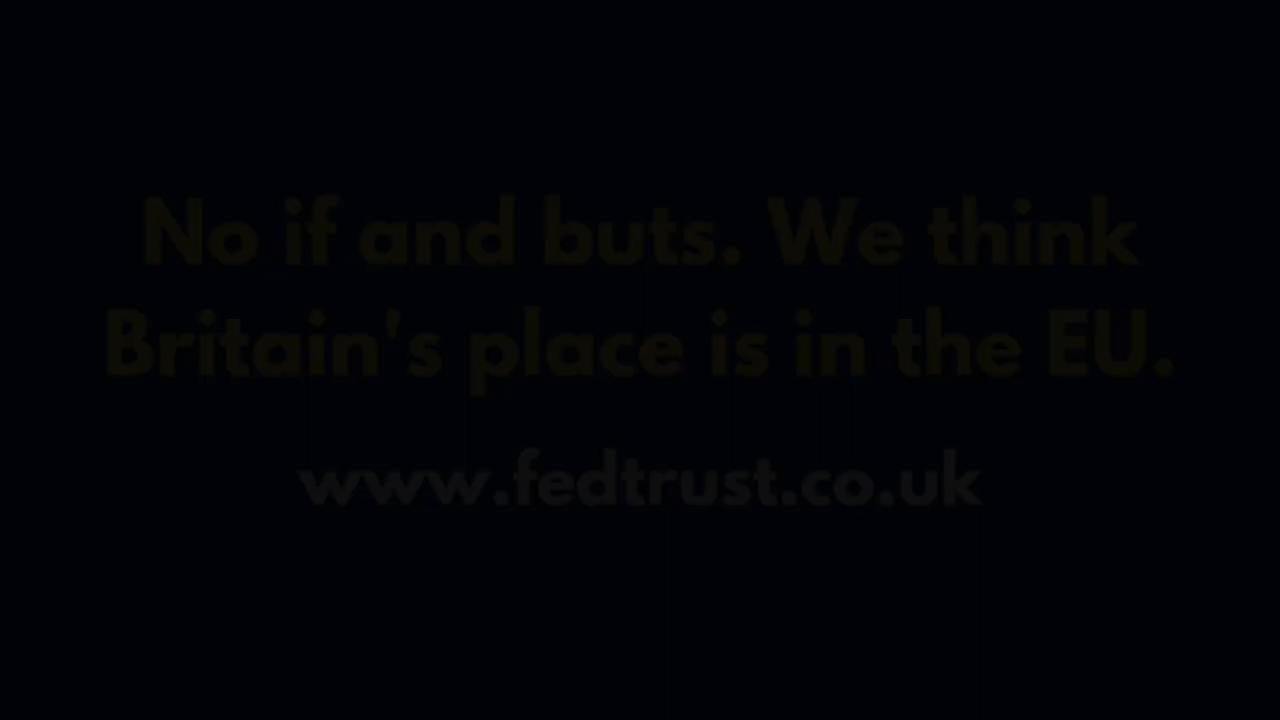 No if and buts. We think
Britain's place is in the EU.
www.fedtrust.co.uk